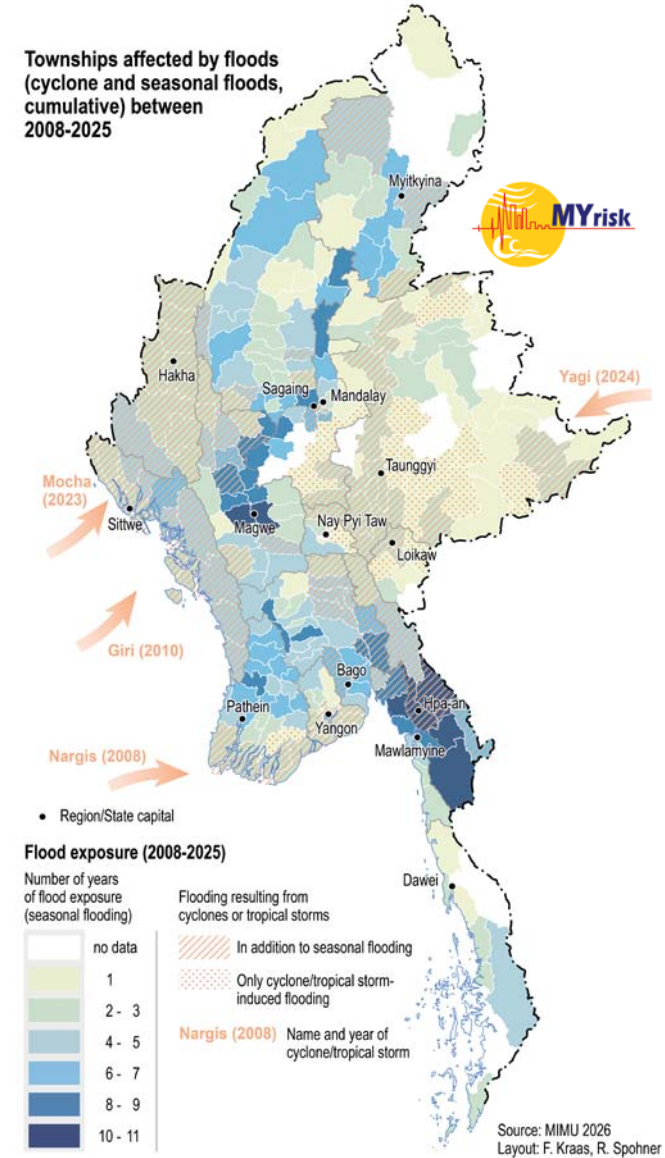 Townships affected by floods
(cyclone and seasonal floods,
cumulative) between
2008-2025
Myitkyina
MYrisk
Hakha
Sagaing
Mandalay
Yagi (2024)
Taunggyi
Mocha
(2023)
Sittwe
Magwe
Nay Pyi Taw
Loikaw
Giri (2010)
Bago
Hpa-an
Pathein
Yangon
Mawlamyine
Nargis (2008)
Region/State capital
Dawei
Flood exposure (2008-2025)
Number of years
of flood exposure
(seasonal flooding)
no data
1
2 - 3
4 - 5
6 - 7
8 - 9
10 - 11
Flooding resulting from
cyclones or tropical storms
In addition to seasonal flooding
Only cyclone/tropical storm-
induced flooding
Nargis (2008) Name and year of
cyclone/tropical storm
Source: MIMU 2026
Layout: F. Kraas, R. Spohner